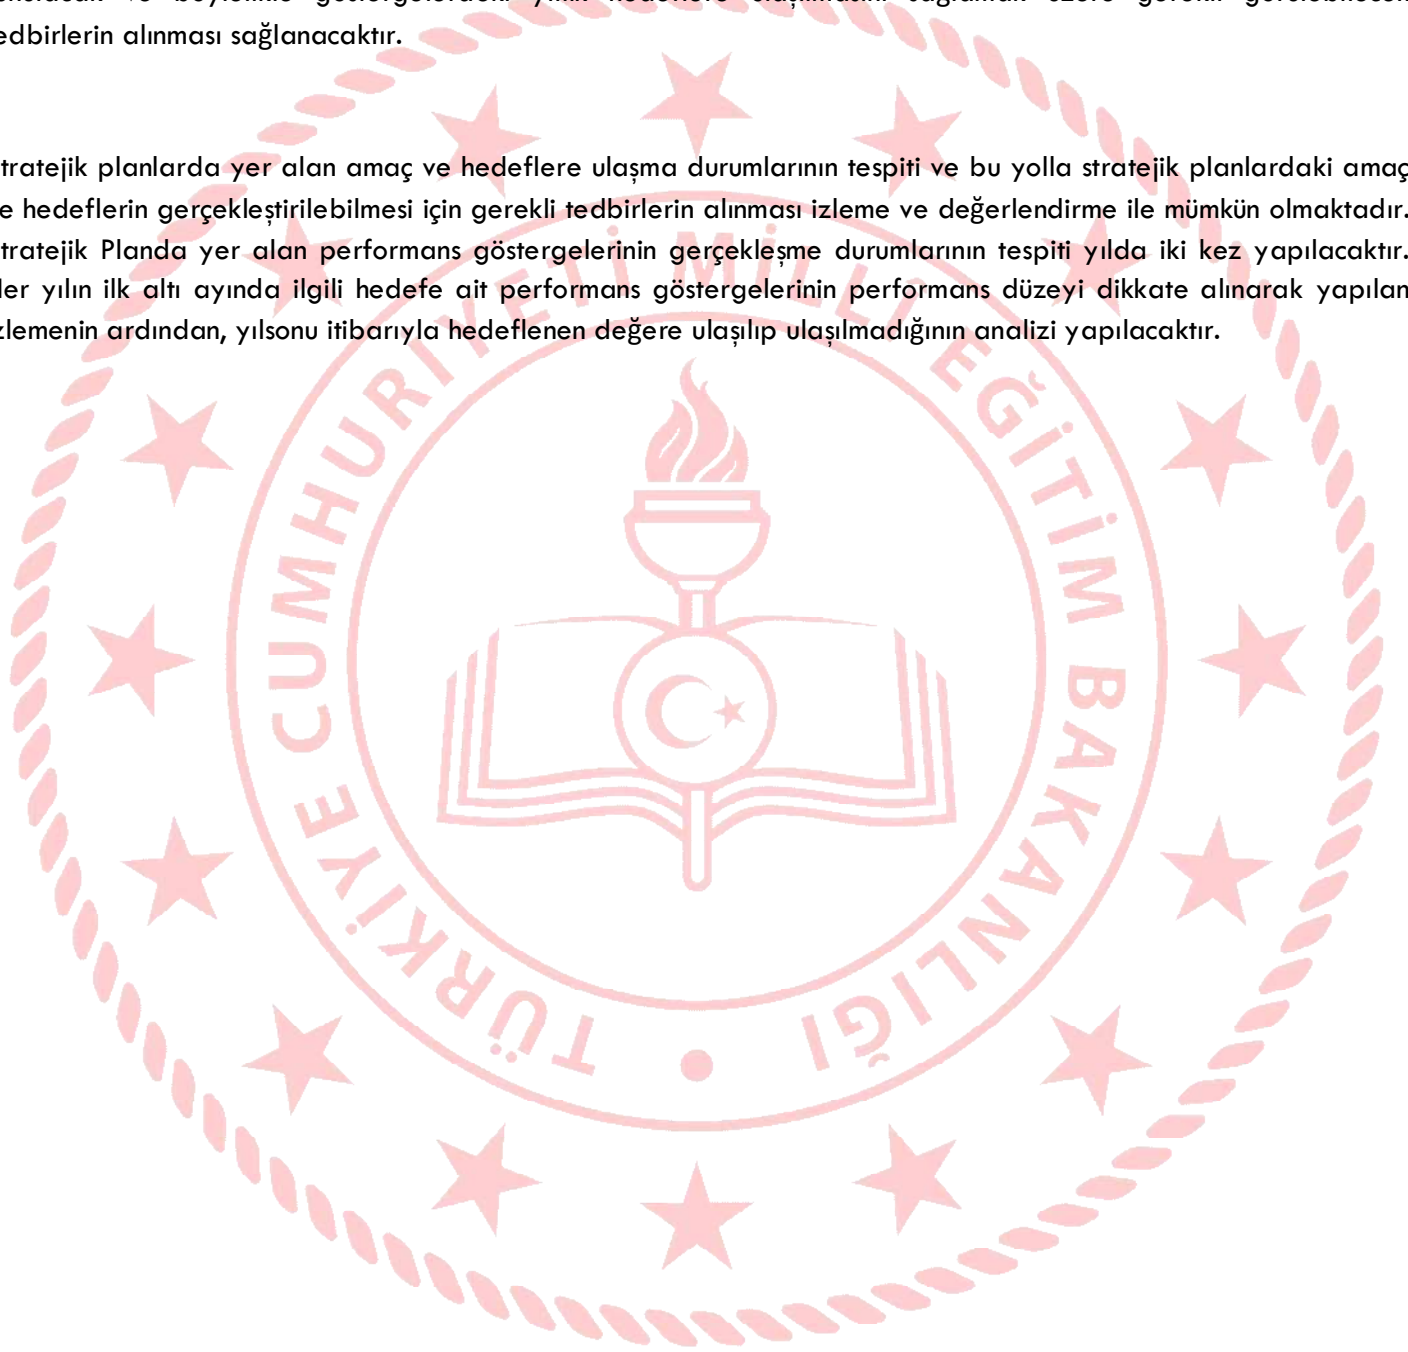 edbirlerin alınması sağlanacaktır.
tratejik planlarda yer alan amaç ve hedeflere ulaşma durumlarının tespiti ve bu yolla stratejik planlardaki amaç
e hedeflerin gerçekleştirilebilmesi için gerekli tedbirlerin alınması izleme ve değerlendirme ile mümkün olmaktadır.
tratejik Planda yer alan performans göstergelerinin gerçekleşme durumlarının tespiti yılda iki kez yapılacaktır.
er yılın ilk altı ayında ilgili hedefe ait performans göstergelerinin performans düzeyi dikkate alınarak yapılan
zlemenin ardından, yılsonu itibarıyla hedeflenen değere ulaşılıp ulaşılmadığının analizi yapılacaktır.
TÜRKİYE CUMHURİYETİ MİLLİ EĞİTİM BAKANLIĞI